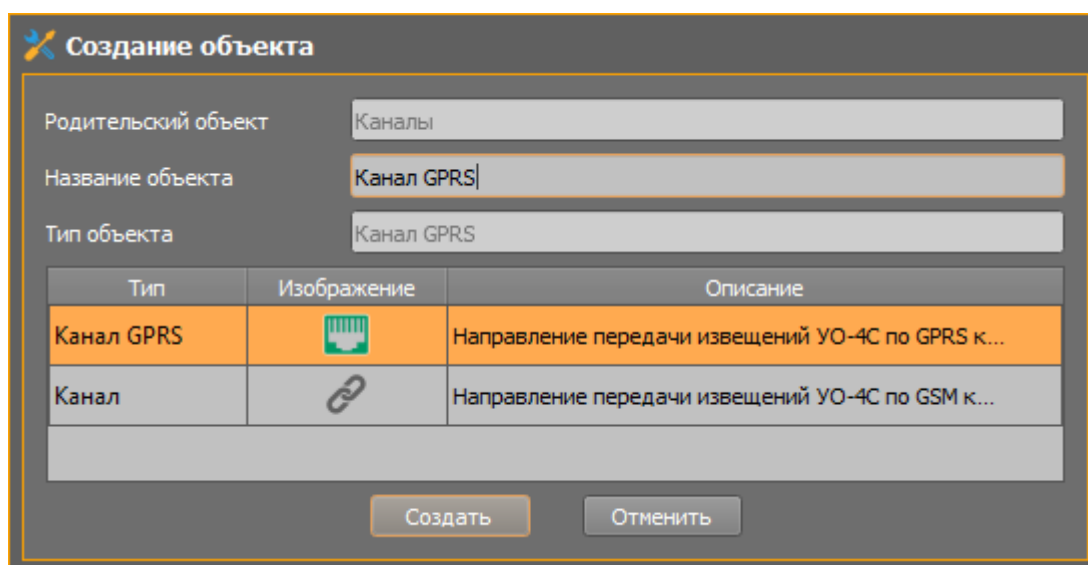 Создание объекта
Родительский объект Каналы
Название объекта Канал GPRS
Тип объекта Канал GPRS
Тип Изображение Описание
Канал GPRS Направление передачи извещений УО-4С по GPRS к...
Канал Направление передачи извещений УО-4С по GSM к...
Создать Отменить